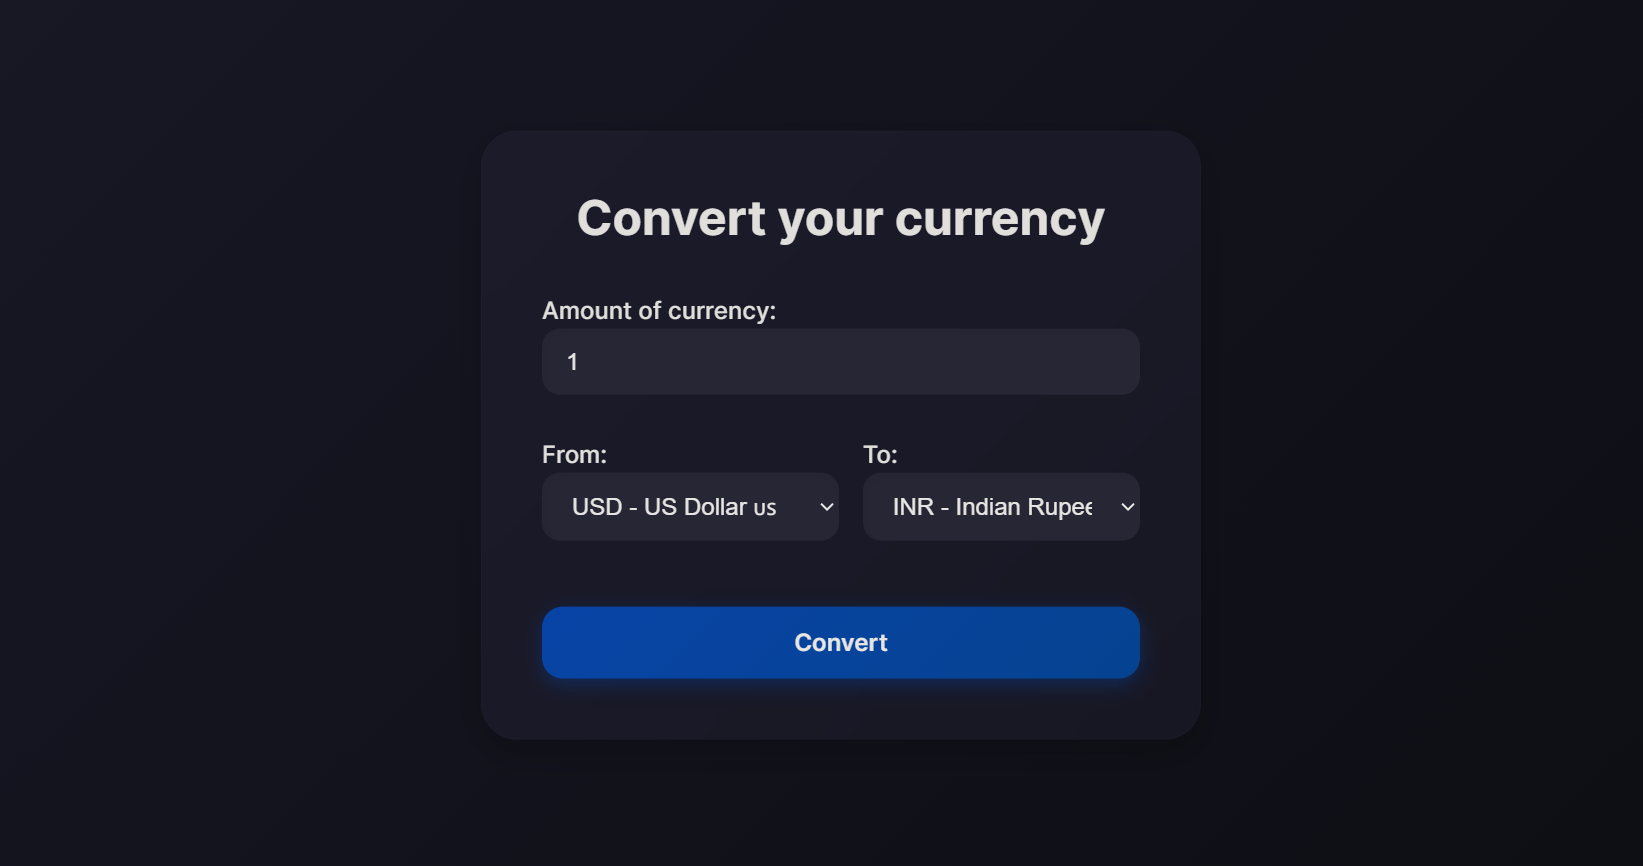 Convert your currency
Amount of currency:
1
From:
To:
USD - US Dollar us
INR - Indian Rupee
Convert